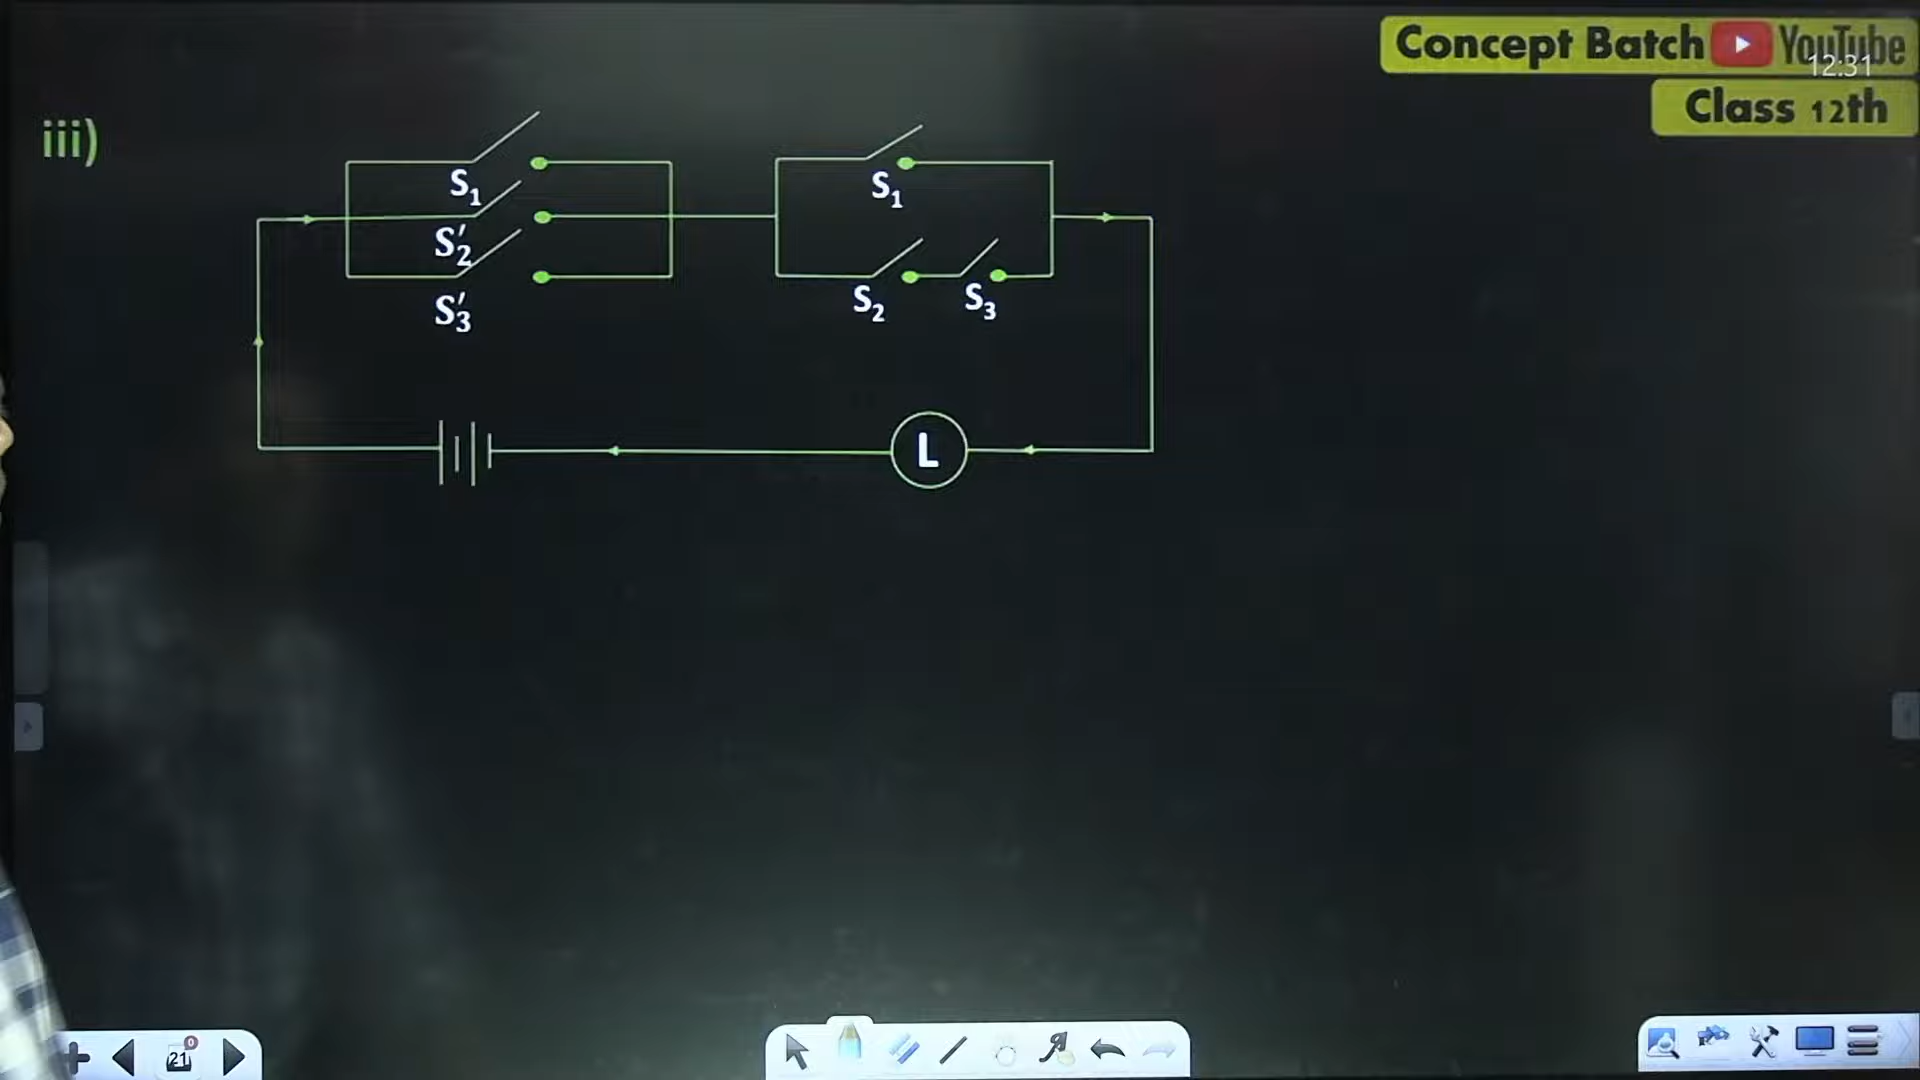 Concept Batch YouTube
12:31
Class 12th
iii)
S₁
S₂′
S₃′
S₁
S₂ S₃
L
21
0